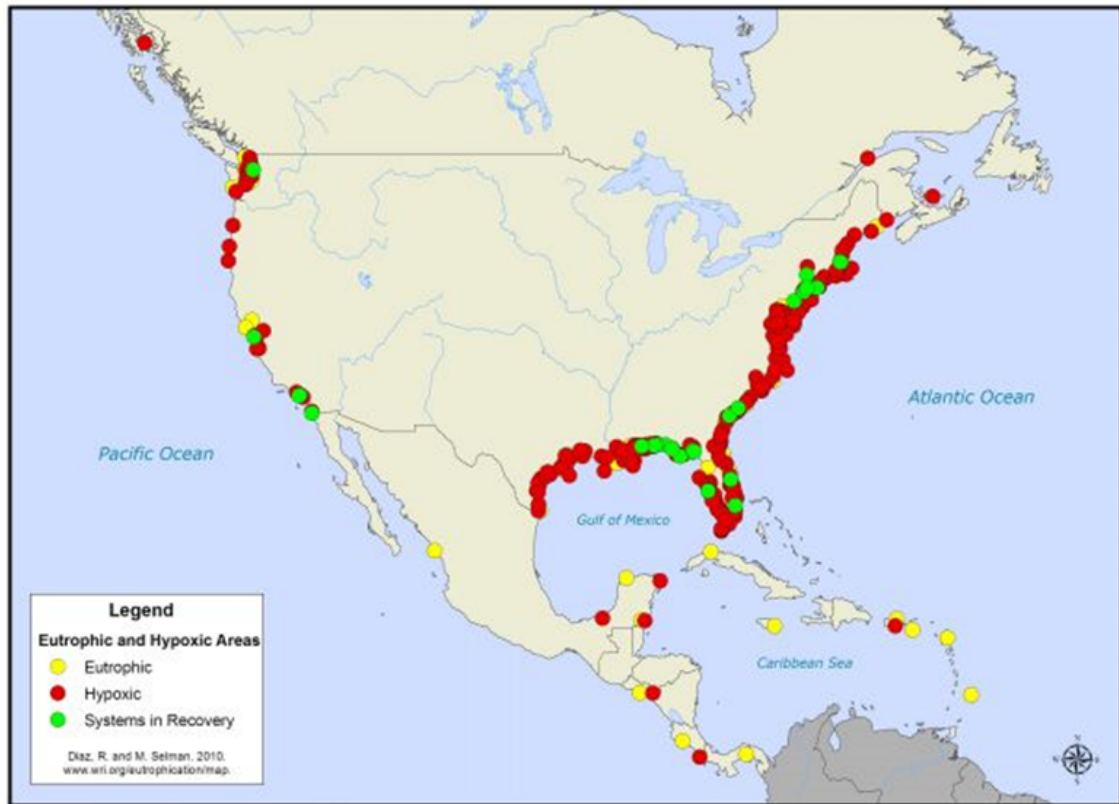 Atlantic Ocean
Pacific Ocean
Gulf of Mexico
Caribbean Sea
Legend
Eutrophic and Hypoxic Areas
Eutrophic
Hypoxic
Systems in Recovery
Diaz, R. and M. Selman, 2010.
www.wri.org/eutrophication/map.
N